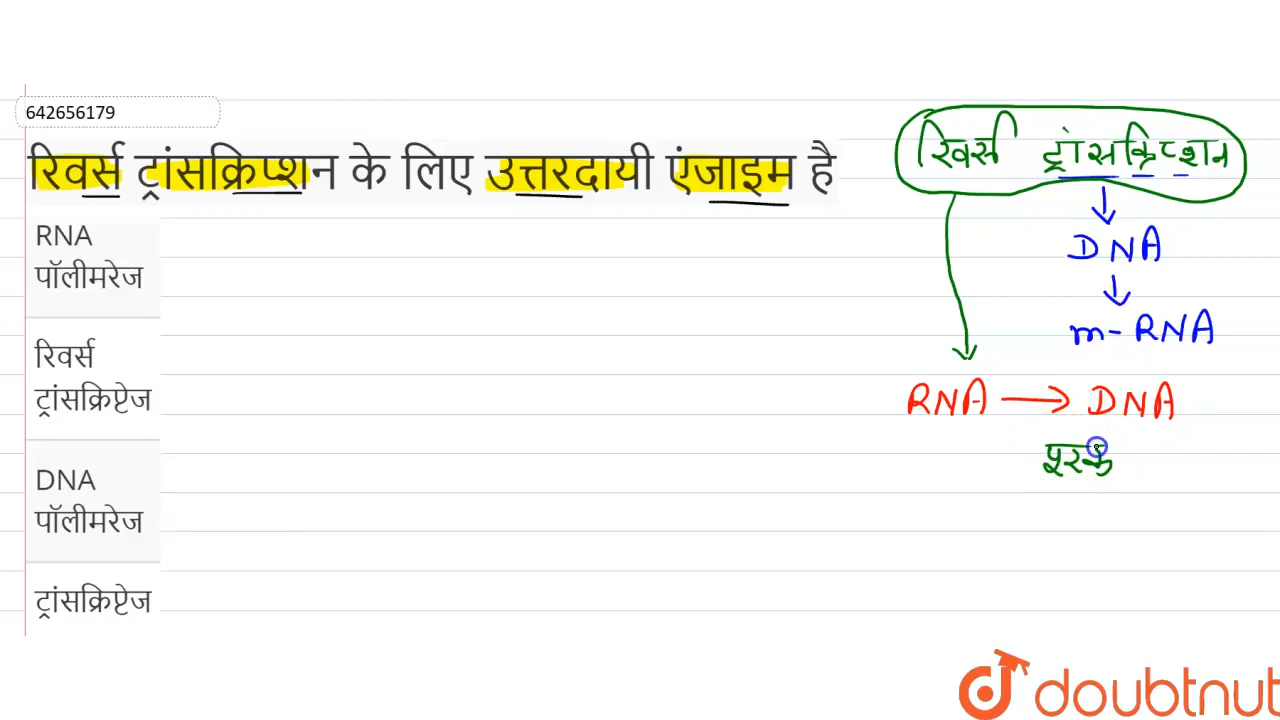 642656179
रिवर्स ट्रांसक्रिप्शन के लिए उत्तरदायी एंजाइम है
RNA
पॉलीमरेज
रिवर्स
ट्रांसक्रिप्टेज
DNA
पॉलीमरेज
ट्रांसक्रिप्टेज
रिवर्स ट्रांसक्रिप्शन
DNA
m-RNA
RNA → DNA
पूरक
doubtnut